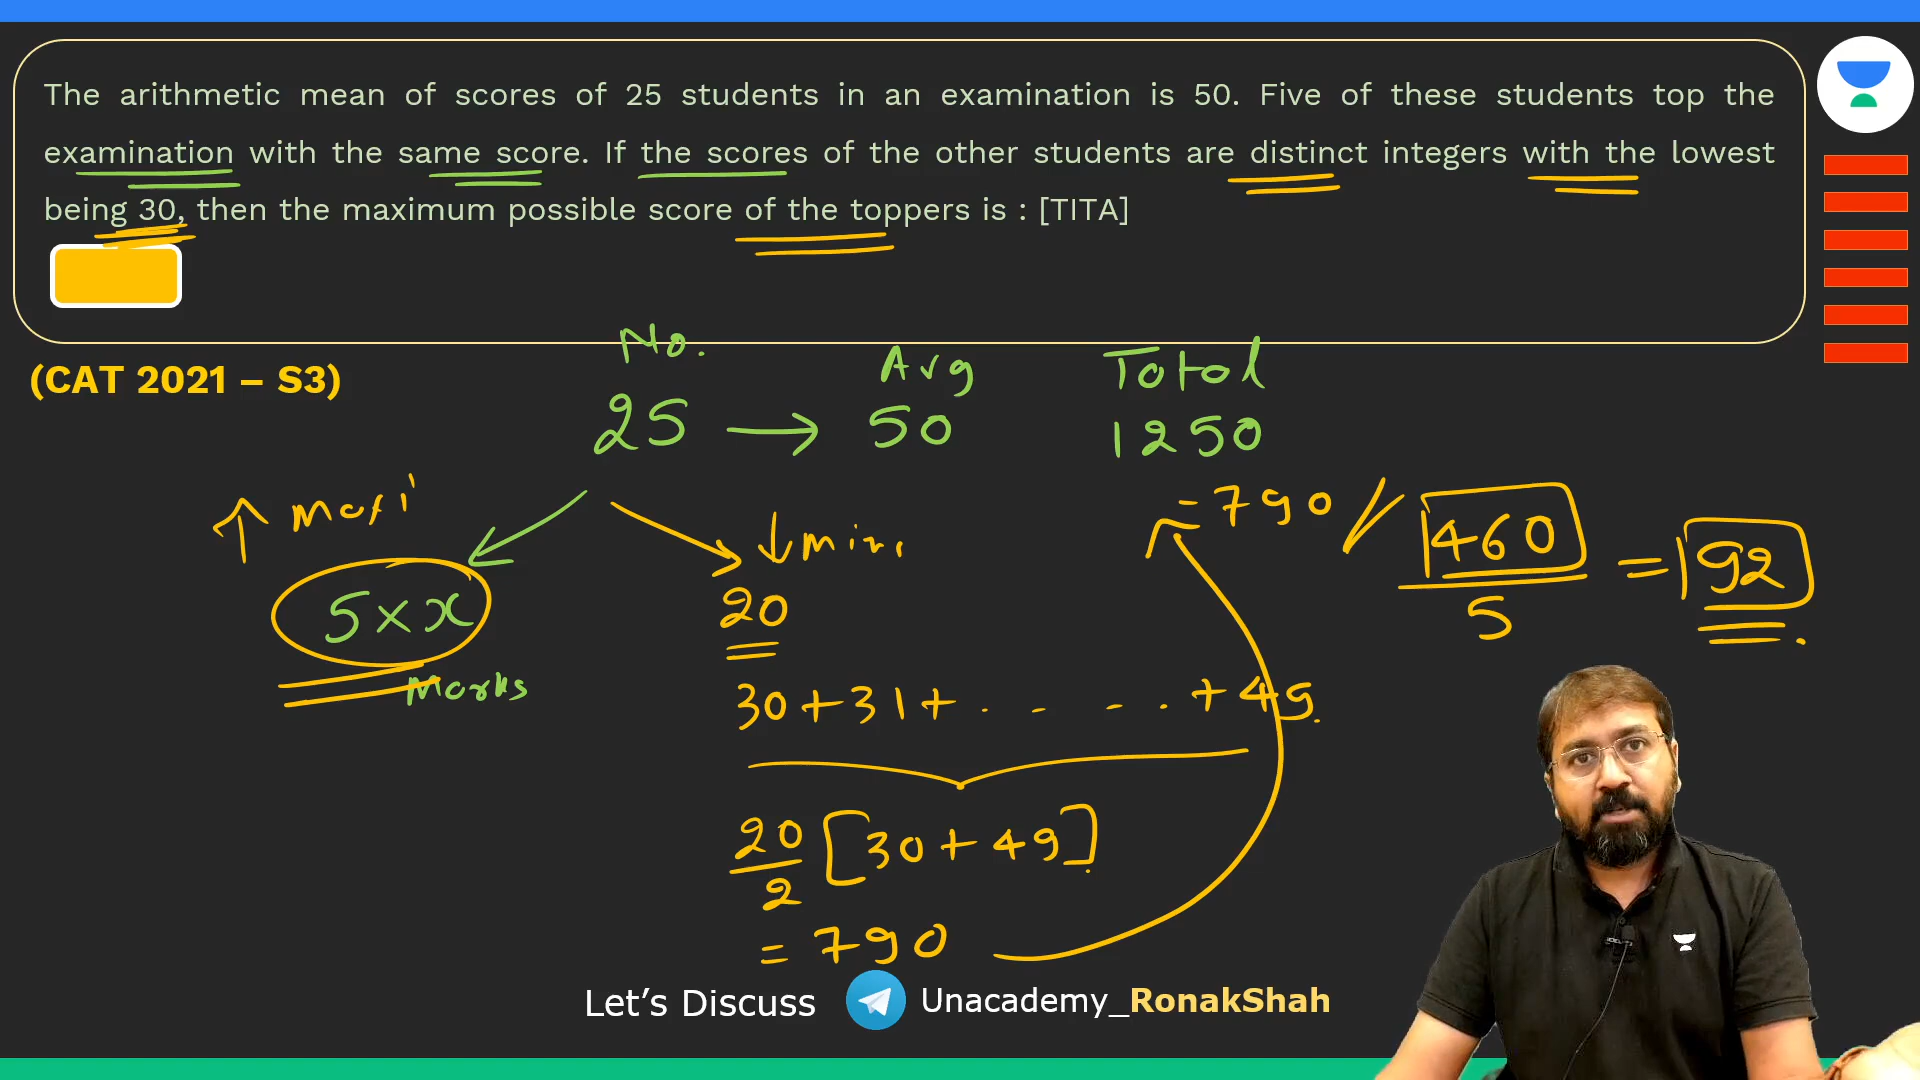 The arithmetic mean of scores of 25 students in an examination is 50. Five of these students top the
examination with the same score. If the scores of the other students are distinct integers with the lowest
being 30, then the maximum possible score of the toppers is : [TITA]
(CAT 2021 – S3)
No. Avg Total
25 → 50 1250
↑ Maxi ↓ mini
5 × x
Marks
20
30+31+ . . . . +49.
20/2 [30+49]
= 790
- 790 / 460/5 = 92
Let’s Discuss Unacademy_RonakShah